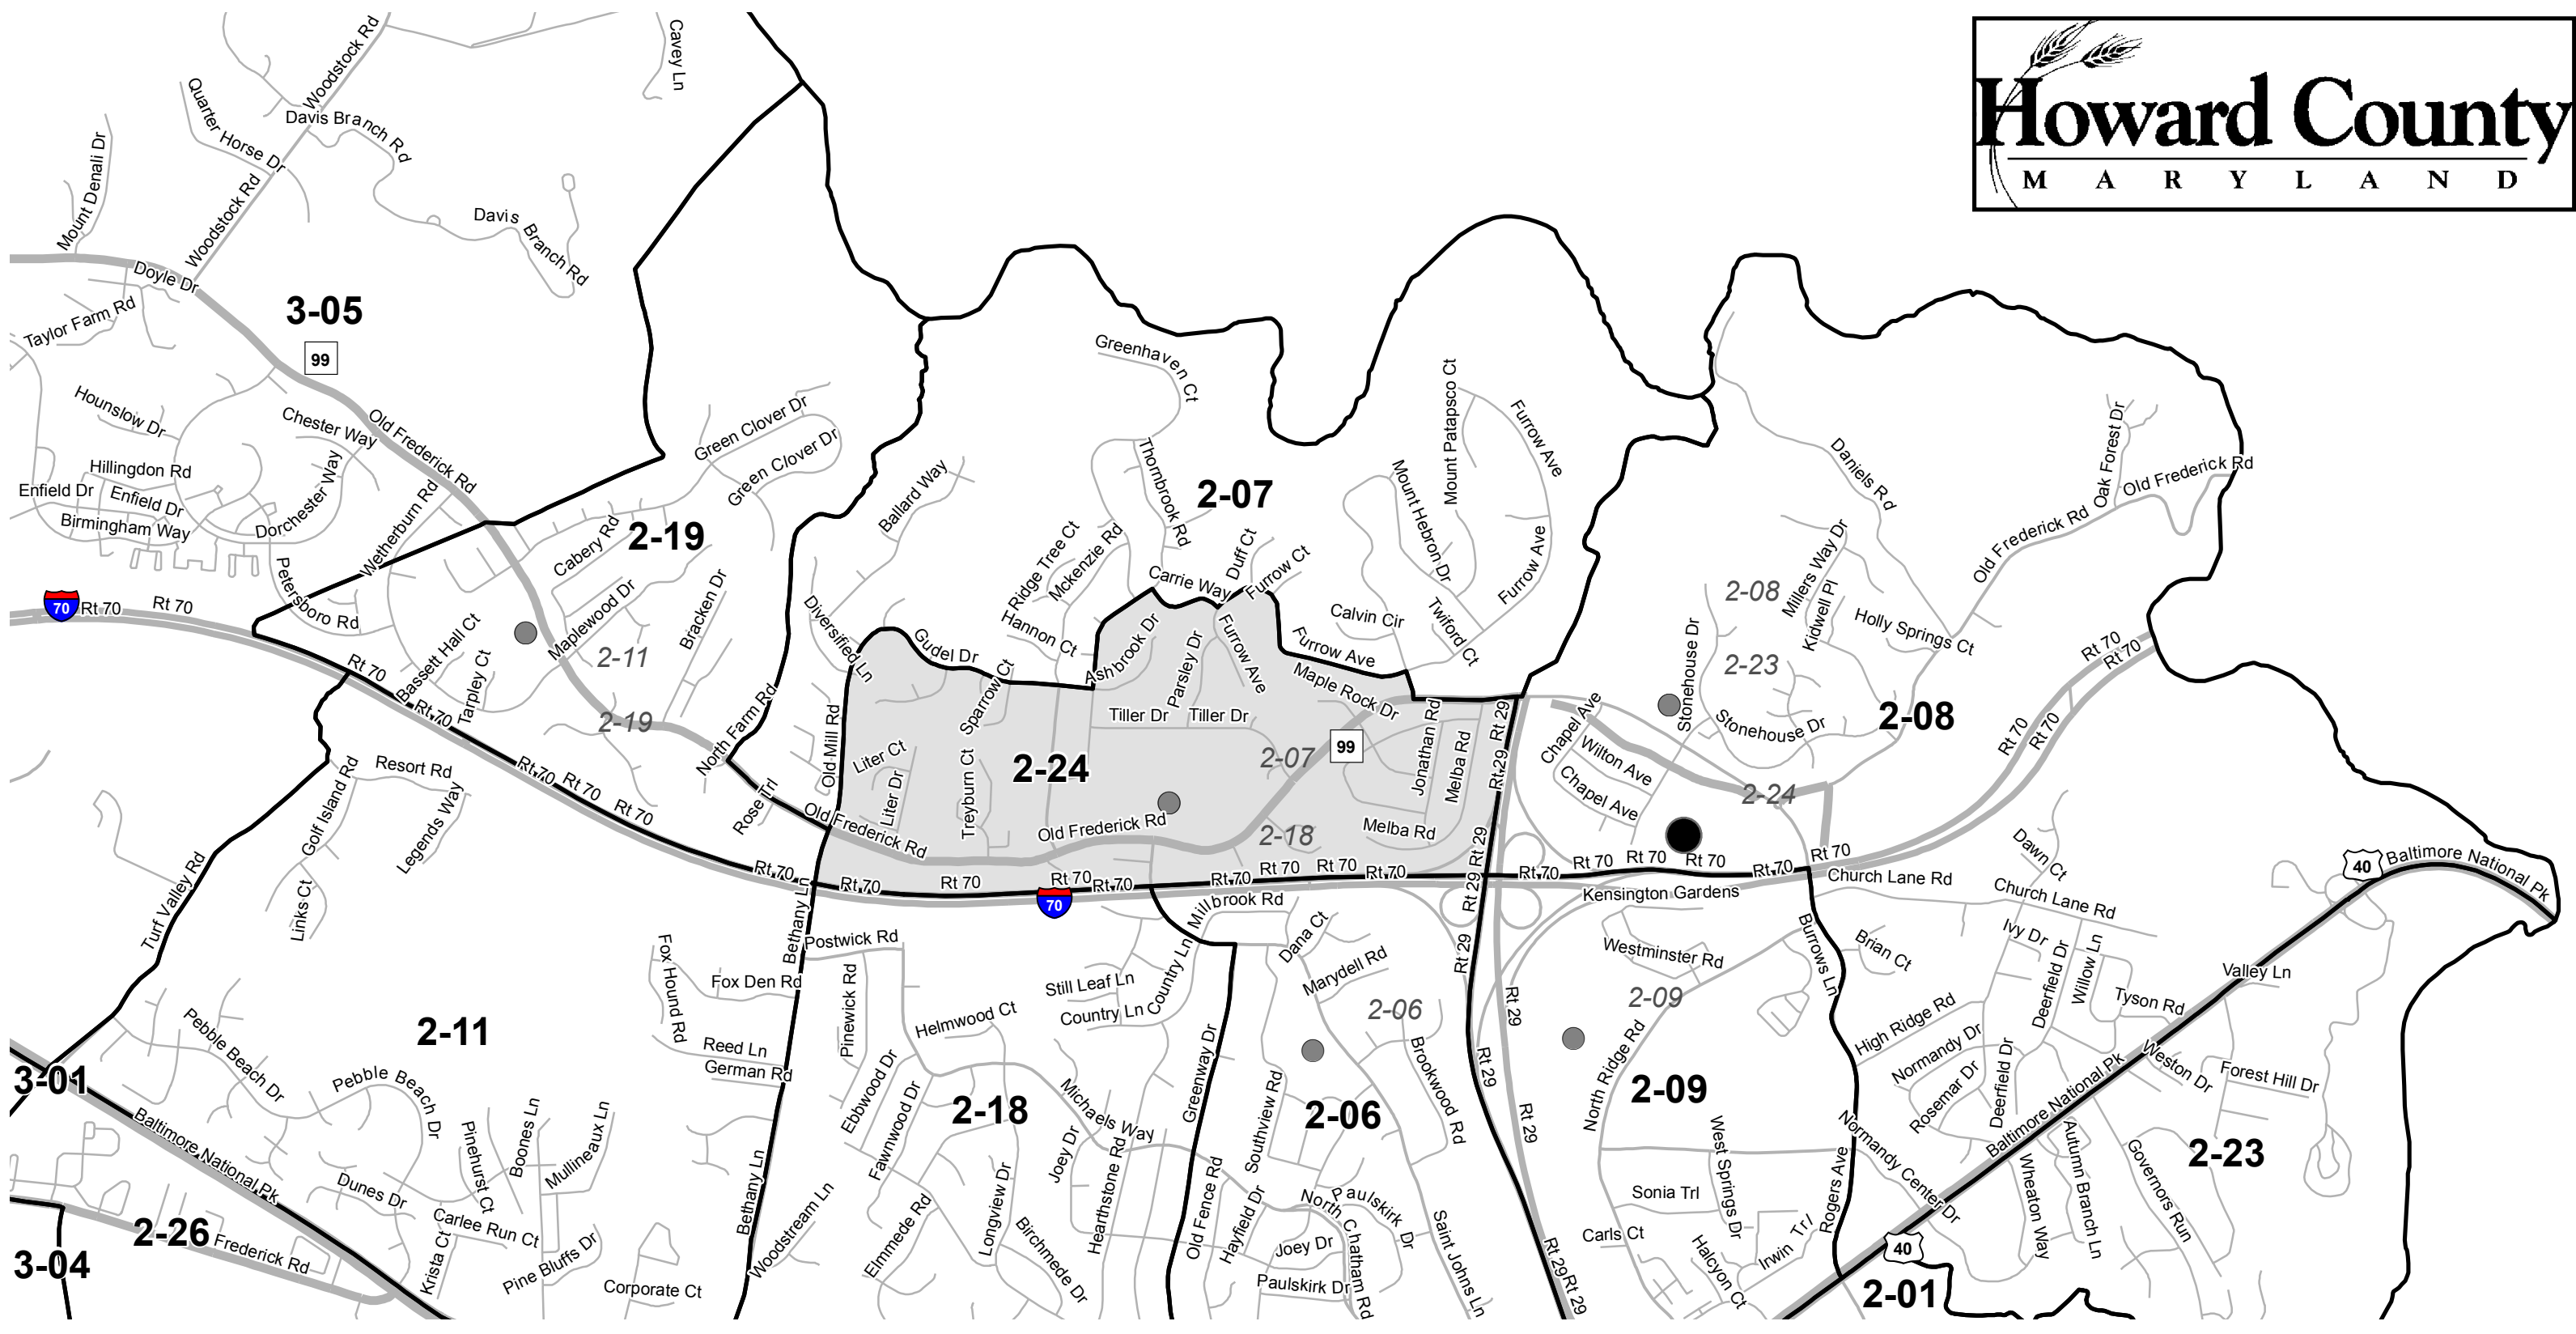 Howard County
MARYLAND
Woodstock Rd
Cavey Ln
Quarter Horse Dr
Davis Branch Rd
Mount Denali Dr
Woodstock Rd
Davis Branch Rd
Doyle Dr
Taylor Farm Rd
3-05
99
Hounslow Dr
Chester Way
Old Frederick Rd
Hillingdon Rd
Enfield Dr
Enfield Dr
Birmingham Way
Dorchester Way
Wetherburn Rd
Petersboro Rd
70
Rt 70
Rt 70
Green Clover Dr
Green Clover Dr
2-19
Cabery Rd
Maplewood Dr
Bracken Dr
2-11
2-19
Bassett Hall Ct
Tarpley Ct
Rt 70
Rt 70
North Farm Rd
Rose Trl
Greenhaven Ct
Thornbrook Rd
2-07
Ballard Way
Ridge Tree Ct
Mckenzie Rd
Hannon Ct
Carrie Way
Duff Ct
Furrow Ct
Mount Patapsco Ct
Furrow Ave
Mount Hebron Dr
Furrow Ave
Calvin Cir
Twiford Ct
Furrow Ave
Diversified Ln
Gudel Dr
Sparrow Ct
Ashbrook Dr
Parsley Dr
Furrow Ave
Maple Rock Dr
Tiller Dr
Tiller Dr
Old Mill Rd
Liter Ct
Liter Dr
Treyburn Ct
2-24
2-07
99
Jonathan Rd
Melba Rd
Rt 29
Rt 29
Old Frederick Rd
Old Frederick Rd
2-18
Melba Rd
Rt 29
Daniels Rd
Oak Forest Dr
Old Frederick Rd
Old Frederick Rd
2-08
Millers Way Dr
Kidwell Pl
Holly Springs Ct
2-23
Stonehouse Dr
Stonehouse Dr
2-08
Chapel Ave
Wilton Ave
Chapel Ave
2-24
Rt 70
Rt 70
Rt 70
Rt 70
Rt 70
Rt 70
Rt 70
Rt 70
Rt 70
Rt 70
Rt 70
70
Rt 70
Rt 70
Rt 70
Rt 70
Rt 70
Rt 70
Rt 70
Rt 70
Rt 70
Rt 70
Rt 29
Kensington Gardens
Church Lane Rd
Church Lane Rd
Dawn Ct
40
Baltimore National Pk
Resort Rd
Golf Island Rd
Legends Way
Links Ct
Turf Valley Rd
Bethany Ln
Postwick Rd
Millbrook Rd
Dana Ct
Marydell Rd
Rt 29
Westminster Rd
Burrows Ln
Brian Ct
Ivy Dr
Deerfield Dr
Willow Ln
Valley Ln
Tyson Rd
Fox Hound Rd
Fox Den Rd
Pinewick Rd
Still Leaf Ln
Country Ln
Country Ln
Helmwood Ct
2-06
2-09
Rt 29
High Ridge Rd
Pebble Beach Dr
2-11
Reed Ln
German Rd
Ebbwood Dr
Greenway Dr
Brookwood Rd
Rt 29
North Ridge Rd
Normandy Dr
Rosemar Dr
Deerfield Dr
Weston Dr
Forest Hill Dr
3-01
Pebble Beach Dr
Baltimore National Pk
Boones Ln
Pinehurst Ct
Mullineaux Ln
Fawnwood Dr
2-18
Michaels Way
Joey Dr
Hearthstone Rd
Southview Rd
2-06
Rt 29
2-09
West Springs Dr
Normandy Center Dr
Rogers Ave
Baltimore National Pk
Autumn Branch Ln
Wheaton Way
Governors Run
2-23
Dunes Dr
Carlee Run Ct
Krista Ct
Pine Bluffs Dr
Bethany Ln
Woodstream Ln
Elmmede Rd
Longview Dr
Birchmede Dr
Old Fence Rd
Hayfield Dr
North Chatham Rd
Paulskirk Dr
Joey Dr
Paulskirk Dr
Saint Johns Ln
Sonia Trl
Carls Ct
Halcyon Ct
Irwin Trl
40
2-26
Frederick Rd
3-04
Corporate Ct
Rt 29
Rt 29
2-01